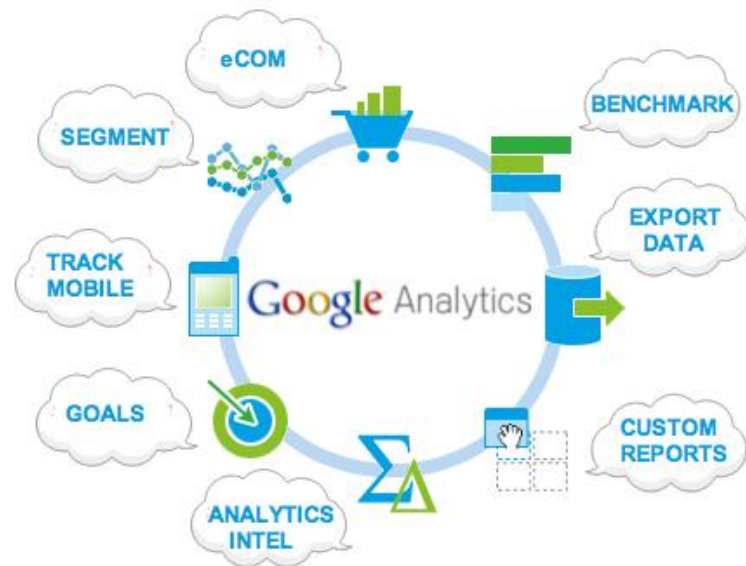 eCOM
BENCHMARK
SEGMENT
EXPORT
DATA
TRACK
MOBILE
Google Analytics
GOALS
CUSTOM
REPORTS
ANALYTICS
INTEL